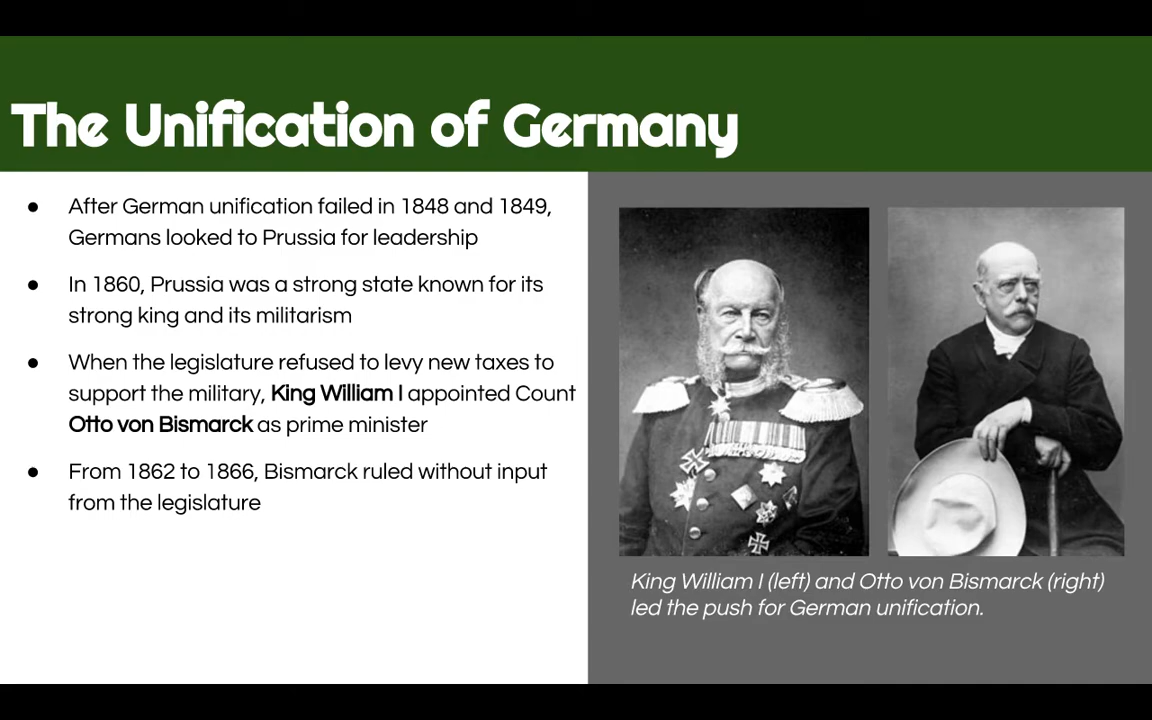 The Unification of Germany
● After German unification failed in 1848 and 1849,
Germans looked to Prussia for leadership
● In 1860, Prussia was a strong state known for its
strong king and its militarism
● When the legislature refused to levy new taxes to
support the military, King William I appointed Count
Otto von Bismarck as prime minister
● From 1862 to 1866, Bismarck ruled without input
from the legislature
King William I (left) and Otto von Bismarck (right)
led the push for German unification.